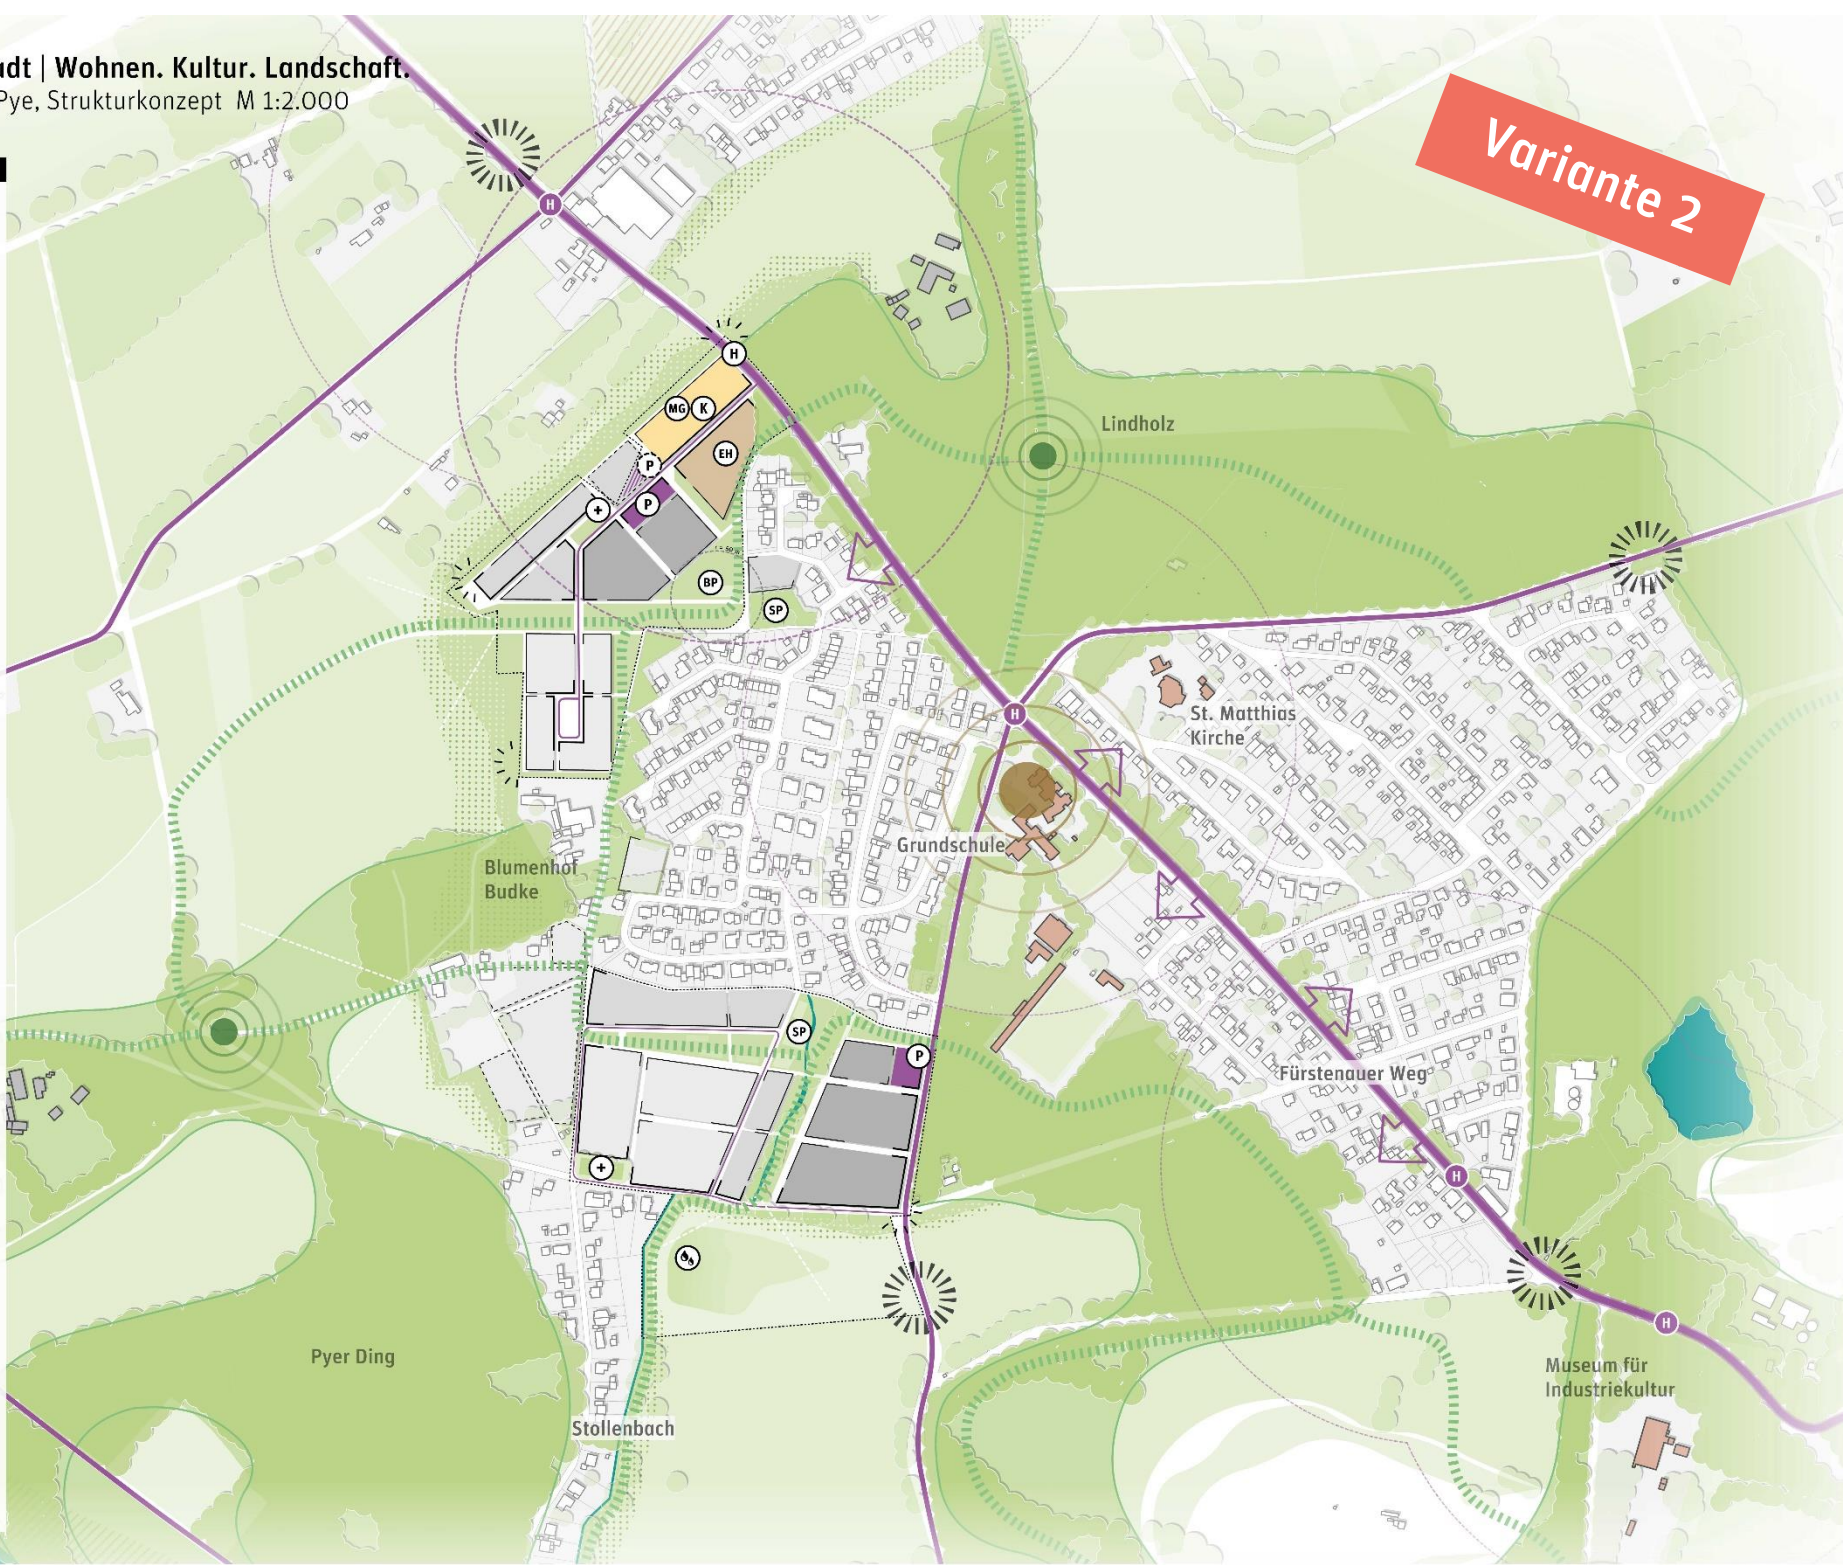 adt | Wohnen. Kultur. Landschaft.
Pye, Strukturkonzept M 1:2.000
Variante 2
H
H
MG K
EH
P
P
+
BP
SP
Lindholz
H
St. Matthias
Kirche
Grundschule
Blumenhof
Budke
SP
P
+
Fürstenauer Weg
H
H
Pyer Ding
Stollenbach
Museum für
Industriekultur